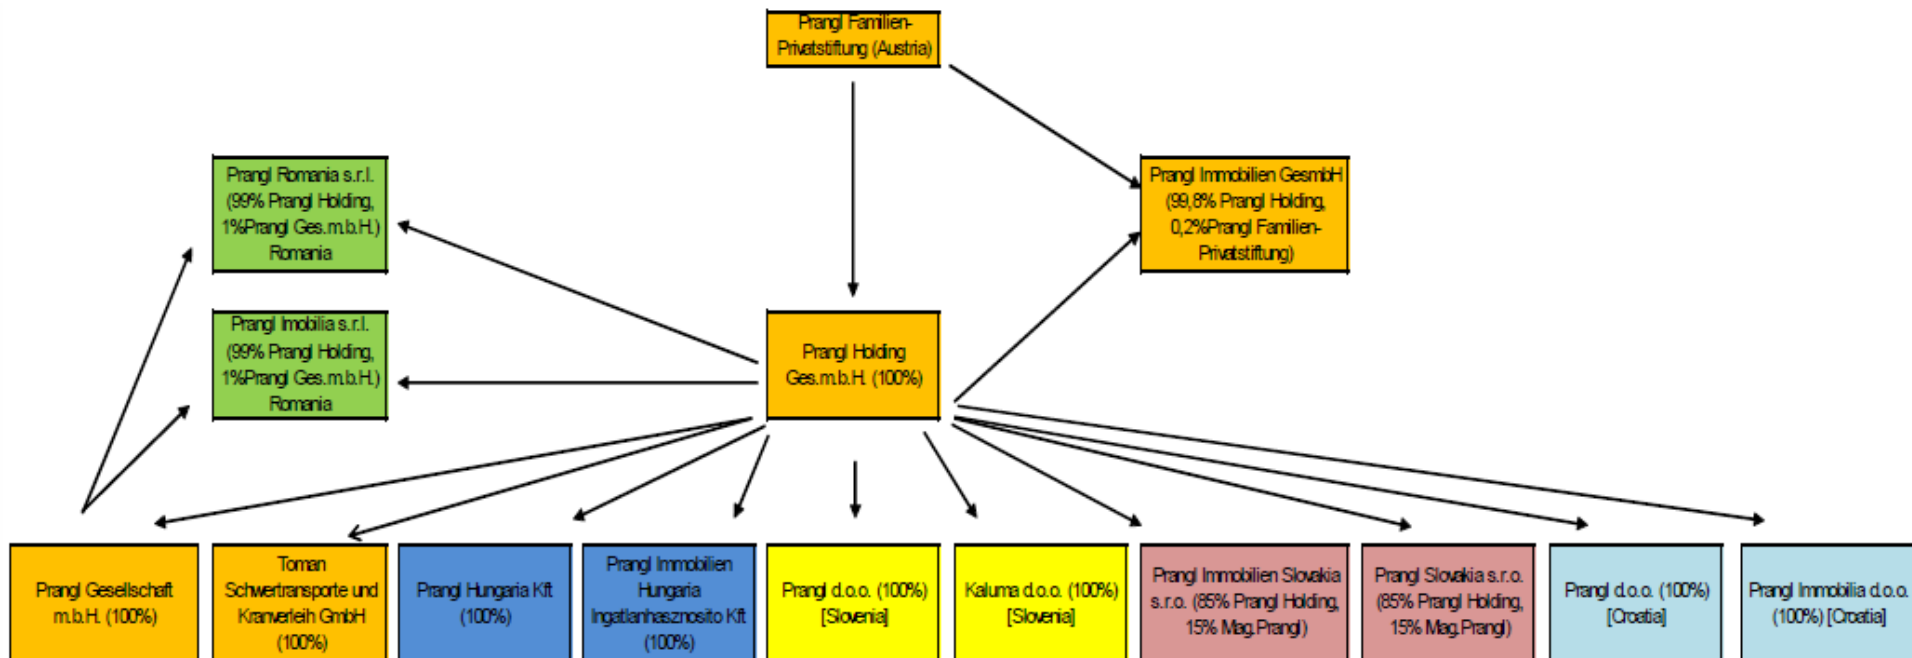 Prangl Familien-
Privatstiftung (Austria)
Prangl Romania s.r.l.
(99% Prangl Holding,
1%Prangl Ges.m.b.H.)
Romania
Prangl Immobilien GesmbH
(99,8% Prangl Holding,
0,2%Prangl Familien-
Privatstiftung)
Prangl Imobilia s.r.l.
(99% Prangl Holding,
1%Prangl Ges.m.b.H.)
Romania
Prangl Holding
Ges.m.b.H. (100%)
Prangl Gesellschaft
m.b.H. (100%)
Toman
Schwertransporte und
Kranverleih GmbH
(100%)
Prangl Hungaria Kft
(100%)
Prangl Immobilien
Hungaria
Ingatlanhasznosito Kft
(100%)
Prangl d.o.o. (100%)
[Slovenia]
Kaluma d.o.o. (100%)
[Slovenia]
Prangl Immobilien Slovakia
s.r.o. (85% Prangl Holding,
15% Mag.Prangl)
Prangl Slovakia s.r.o.
(85% Prangl Holding,
15% Mag.Prangl)
Prangl d.o.o. (100%)
[Croatia]
Prangl Immobilia d.o.o.
(100%) [Croatia]